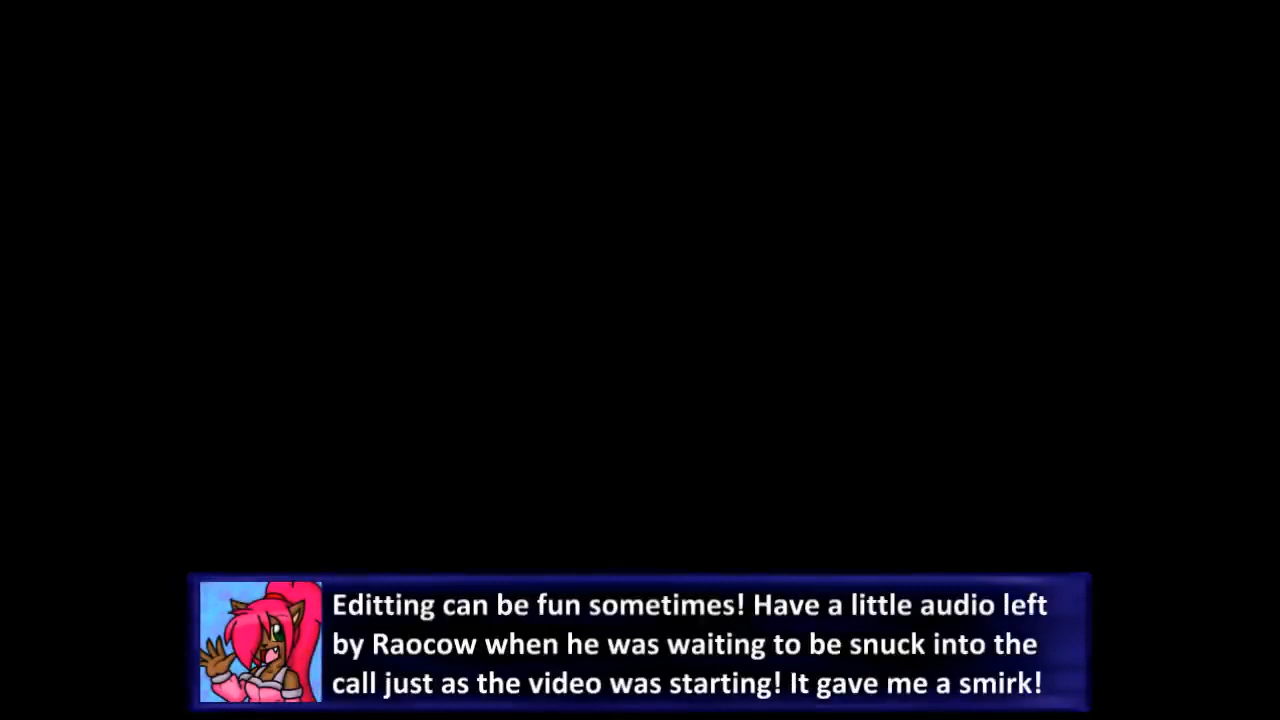 Editting can be fun sometimes! Have a little audio left
by Raocow when he was waiting to be snuck into the
call just as the video was starting! It gave me a smirk!